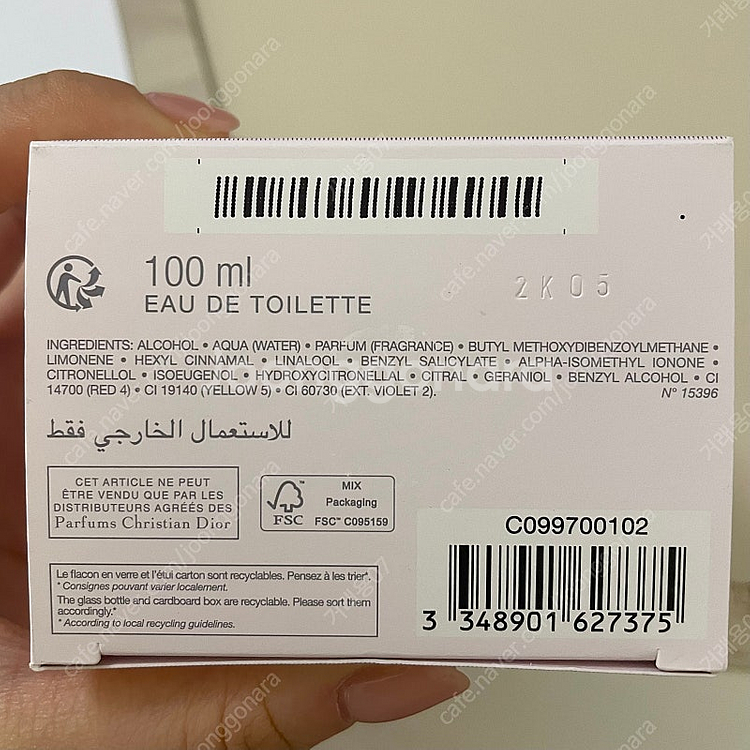 100 ml
EAU DE TOILETTE
2K05
INGREDIENTS: ALCOHOL • AQUA (WATER) • PARFUM (FRAGRANCE) • BUTYL METHOXYDIBENZOYLMETHANE •
LIMONENE • HEXYL CINNAMAL • LINALOOL • BENZYL SALICYLATE • ALPHA-ISOMETHYL IONONE •
CITRONELLOL • ISOEUGENOL • HYDROXYCITRONELLAL • CITRAL • GERANIOL • BENZYL ALCOHOL • CI
14700 (RED 4) • CI 19140 (YELLOW 5) • CI 60730 (EXT. VIOLET 2).
N° 15396
للاستعمال الخارجي فقط
CET ARTICLE NE PEUT
ÊTRE VENDU QUE PAR LES
DISTRIBUTEURS AGRÉÉS DES
Parfums Christian Dior
FSC
MIX
Packaging
FSC™ C095159
C099700102
Le flacon en verre et l'étui carton sont recyclables. Pensez à les trier*.
* Consignes pouvant varier localement.
The glass bottle and cardboard box are recyclable. Please sort them
accordingly.*
* According to local recycling guidelines.
3 348901 627375
cafe.naver.com/joonggonara
joonggonara